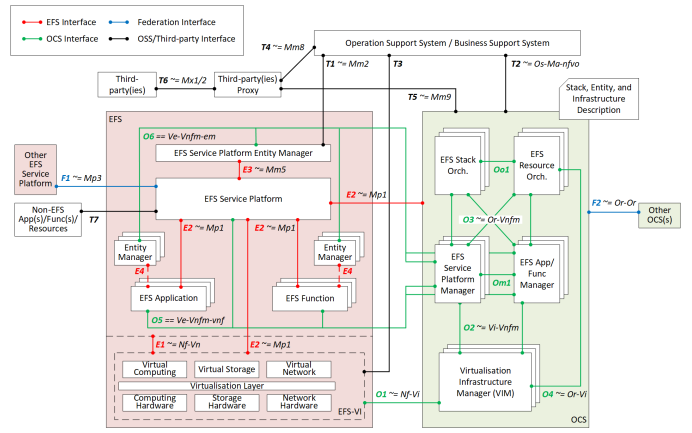 EFS Interface
Federation Interface
OCS Interface
OSS/Third-party Interface
Operation Support System / Business Support System
T4 ~= Mm8
T1 ~= Mm2
T3
T2 ~= Os-Ma-nfvo
Third-
party(ies)
T6 ~= Mx1/2
Third-party(ies)
Proxy
T5 ~= Mm9
Stack, Entity, and
Infrastructure
Description
EFS
O6 == Ve-Vnfm-em
EFS Service Platform Entity Manager
E3 ~= Mm5
Other
EFS
Service
Platform
F1 ~= Mp3
EFS Service Platform
E2 ~= Mp1
Non-EFS
App(s)/Func(s)/
Resources
T7
E2 ~= Mp1
E2 ~= Mp1
Entity
Manager
Entity
Manager
E4
E4
EFS Application
EFS Function
O5 == Ve-Vnfm-vnf
E1 ~= Nf-Vn
E2 ~= Mp1
Virtual
Computing
Virtual Storage
Virtual
Network
Virtualisation Layer
Computing
Hardware
Storage
Hardware
Network
Hardware
EFS-VI
O1 ~= Nf-Vi
EFS Stack
Orch.
Oo1
EFS
Resource
Orch.
O3 ~= Or-Vnfm
F2 ~= Or-Or
Other
OCS(s)
EFS
Service
Platform
Manager
Om1
EFS App/
Func
Manager
O2 ~= Vi-Vnfm
Virtualisation
Infrastructure
Manager (VIM)
O4 ~= Or-Vi
OCS